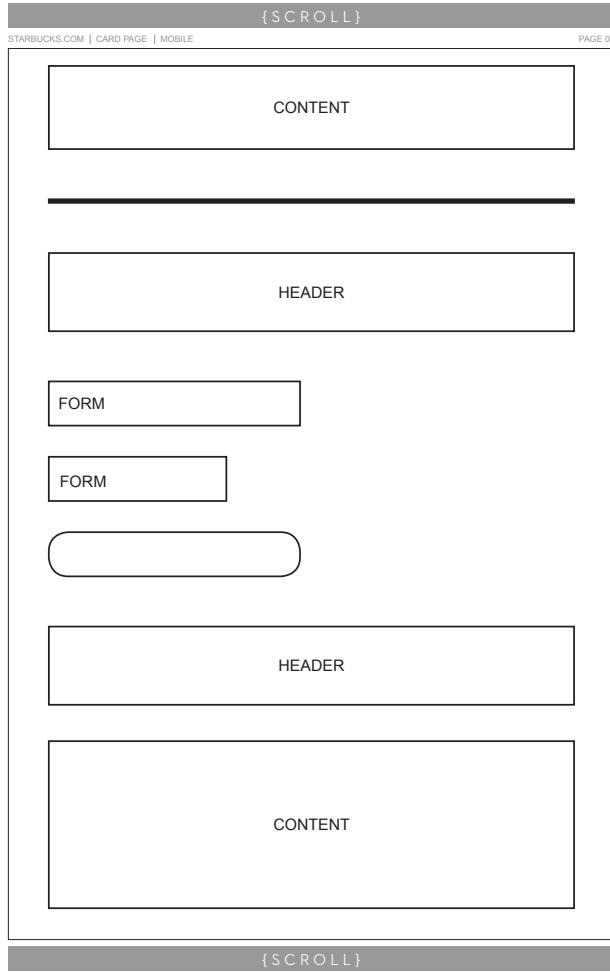 {SCROLL}
STARBUCKS.COM | CARD PAGE | MOBILE PAGE 0
CONTENT
HEADER
FORM
FORM
HEADER
CONTENT
{SCROLL}